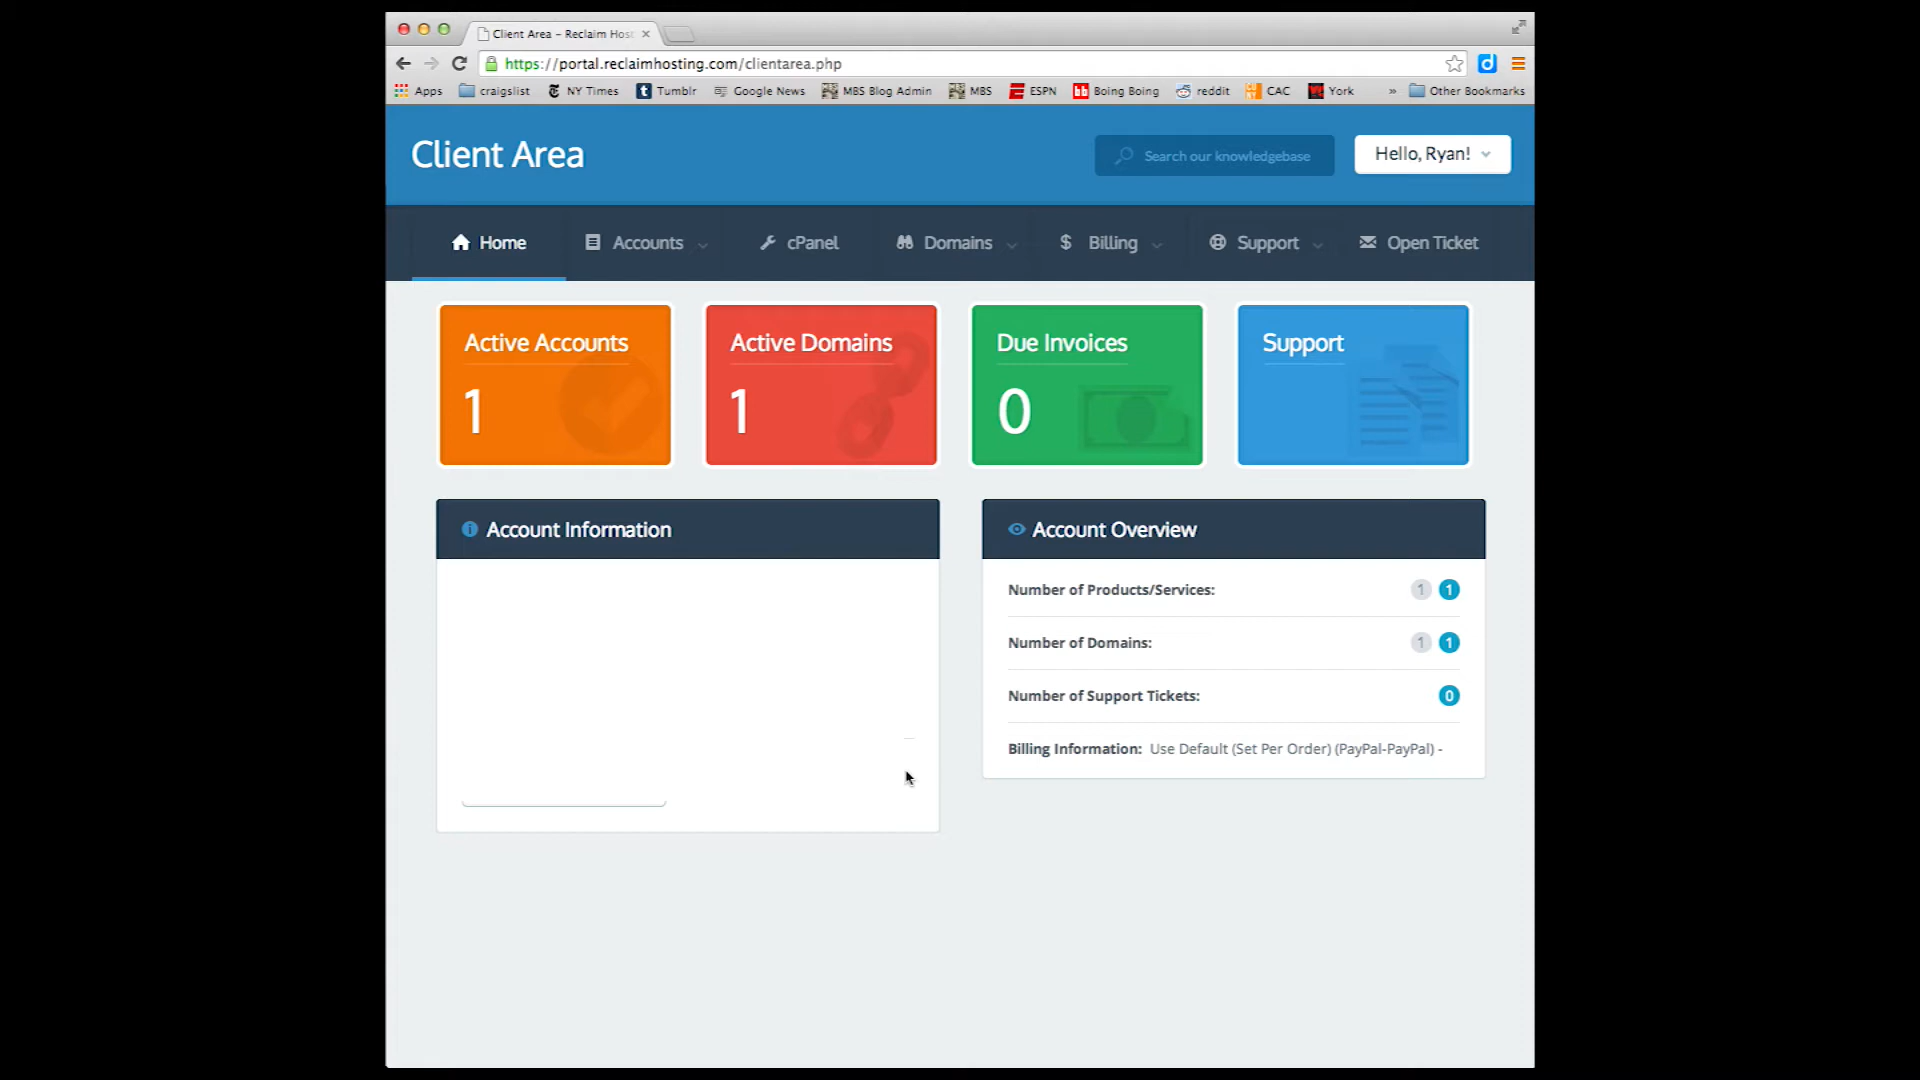 Client Area – Reclaim Hos
https://portal.reclaimhosting.com/clientarea.php
Apps craigslist NY Times Tumblr Google News MBS Blog Admin MBS ESPN Boing Boing reddit CAC York » Other Bookmarks
Client Area
Search our knowledgebase
Hello, Ryan!
Home Accounts cPanel Domains $ Billing Support Open Ticket
Active Accounts
1
Active Domains
1
Due Invoices
0
Support
Account Information
Account Overview
Number of Products/Services: 1 1
Number of Domains: 1 1
Number of Support Tickets: 0
Billing Information: Use Default (Set Per Order) (PayPal-PayPal) -